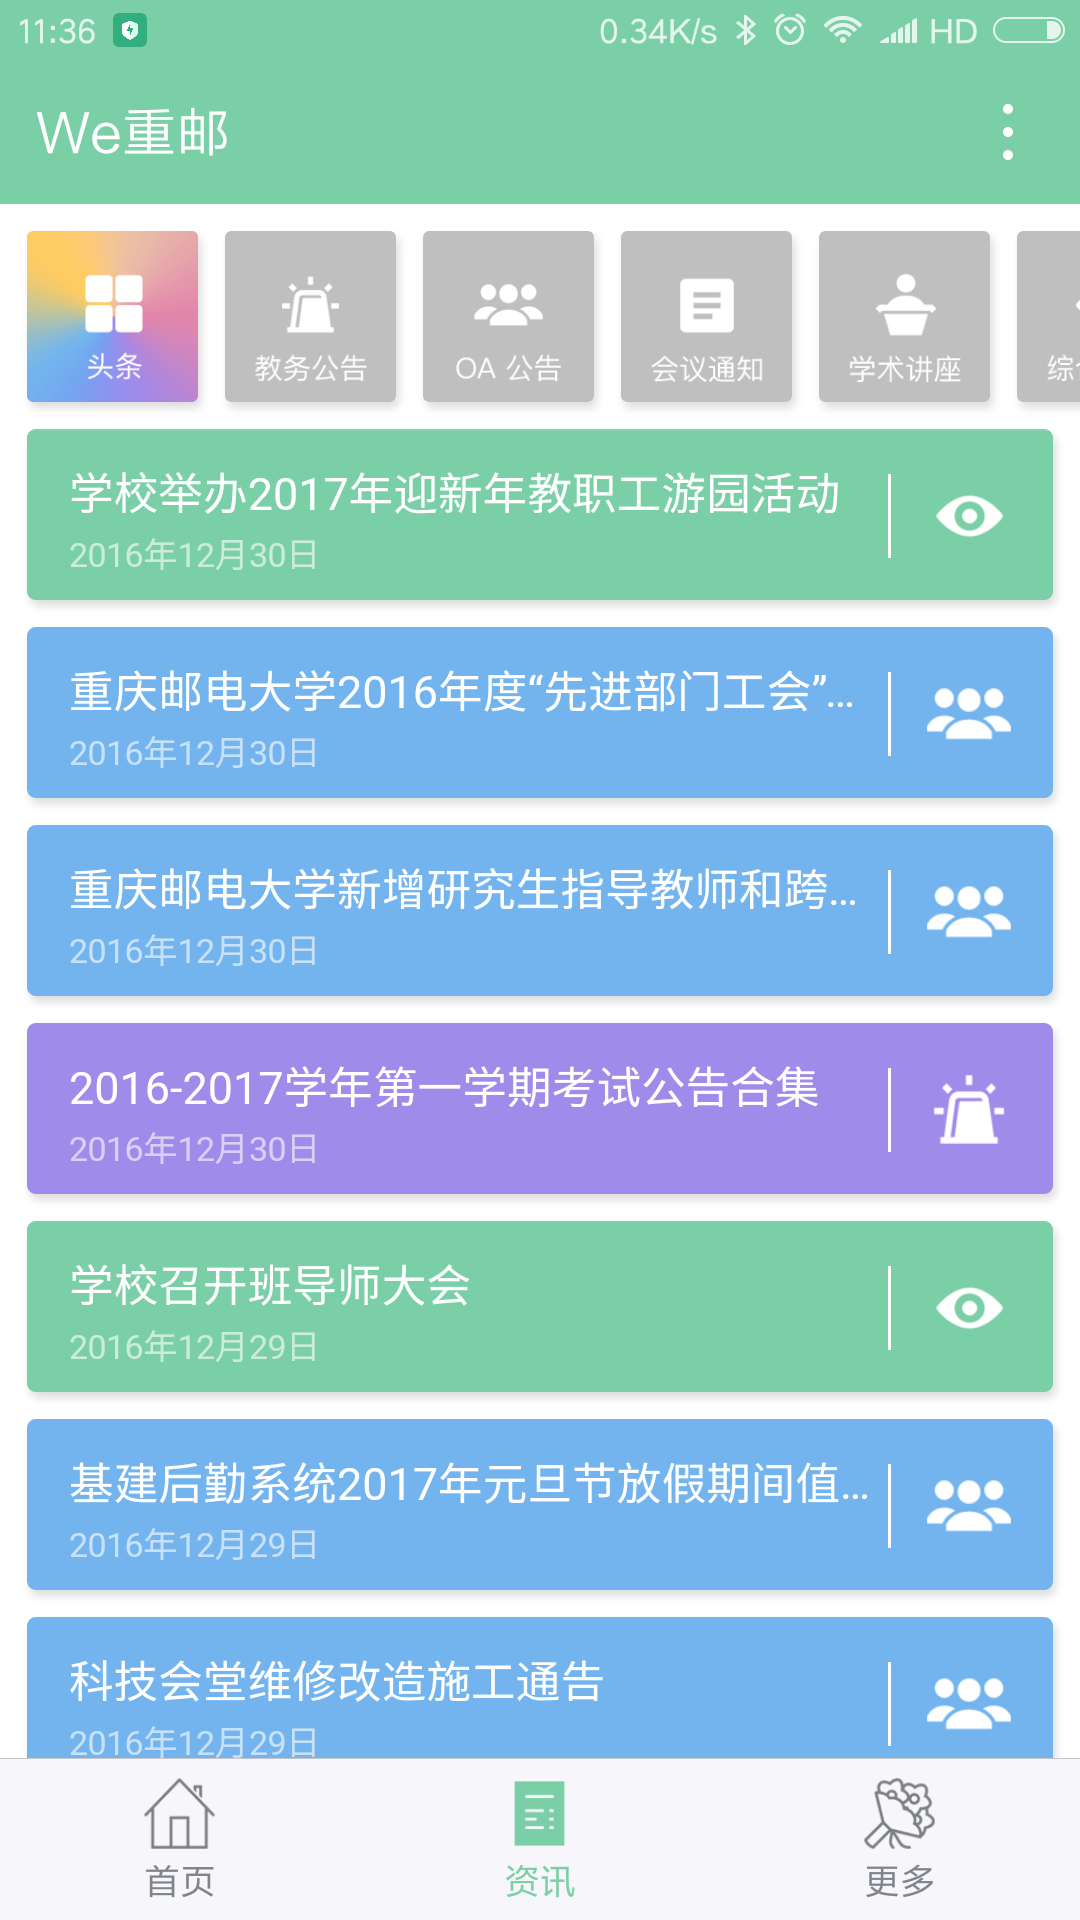 11:36 0.34K/s HD
We重邮
头条 教务公告 OA 公告 会议通知 学术讲座 综
学校举办2017年迎新年教职工游园活动
2016年12月30日
重庆邮电大学2016年度“先进部门工会”...
2016年12月30日
重庆邮电大学新增研究生指导教师和跨...
2016年12月30日
2016-2017学年第一学期考试公告合集
2016年12月30日
学校召开班导师大会
2016年12月29日
基建后勤系统2017年元旦节放假期间值...
2016年12月29日
科技会堂维修改造施工通告
2016年12月29日
首页 资讯 更多